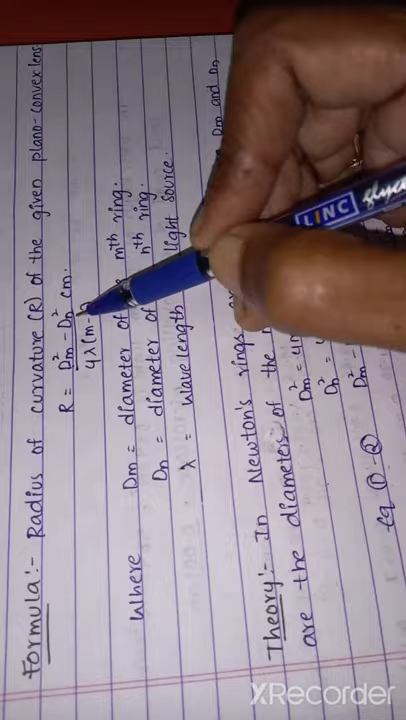 Formula:- Radius of curvature (R) of the given plano-convex lens
R = Dm² - Dn² cm.
4λ(m-
Where Dm = diameter of mth ring.
Dn = diameter of nth ring.
λ = wavelength light source.
Theory:- In Newton's rings Dm and Dn
are the diameters of the
Dm² =
Dn² =
Dm² -
eq ①-②
LINC
glycer
XRecorder